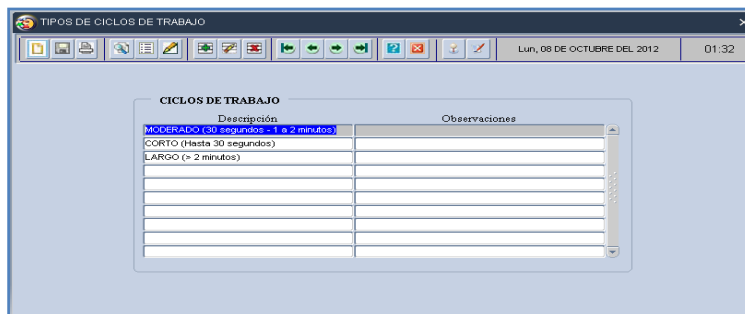 TIPOS DE CICLOS DE TRABAJO
Lun, 08 DE OCTUBRE DEL 2012 01:32
CICLOS DE TRABAJO
Descripción Observaciones
MODERADO (30 segundos - 1 a 2 minutos)
CORTO (Hasta 30 segundos)
LARGO (> 2 minutos)